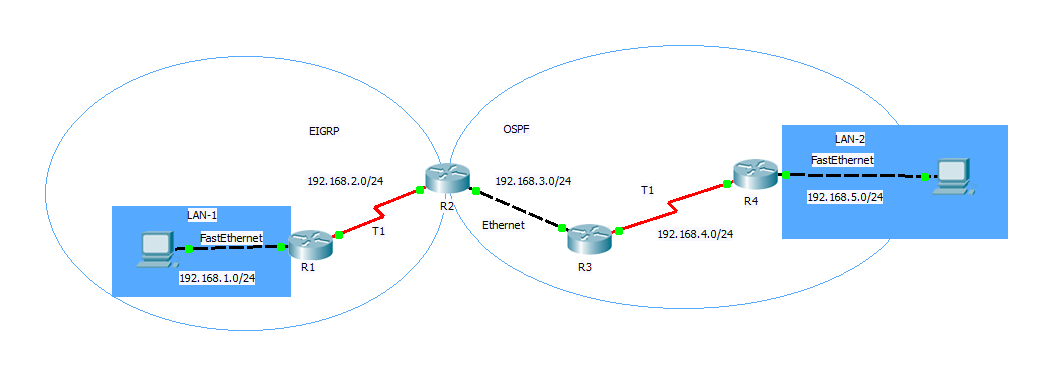 EIGRP
OSPF
LAN-2
FastEthernet
192.168.2.0/24
R2
192.168.3.0/24
T1
R4
192.168.5.0/24
LAN-1
FastEthernet
T1
Ethernet
192.168.4.0/24
R1
R3
192.168.1.0/24